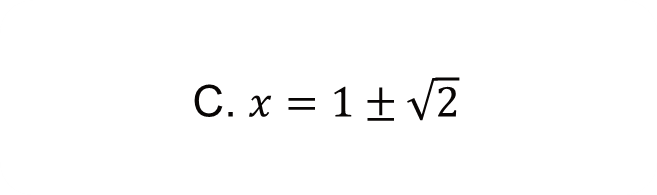 C. x = 1 ± √2